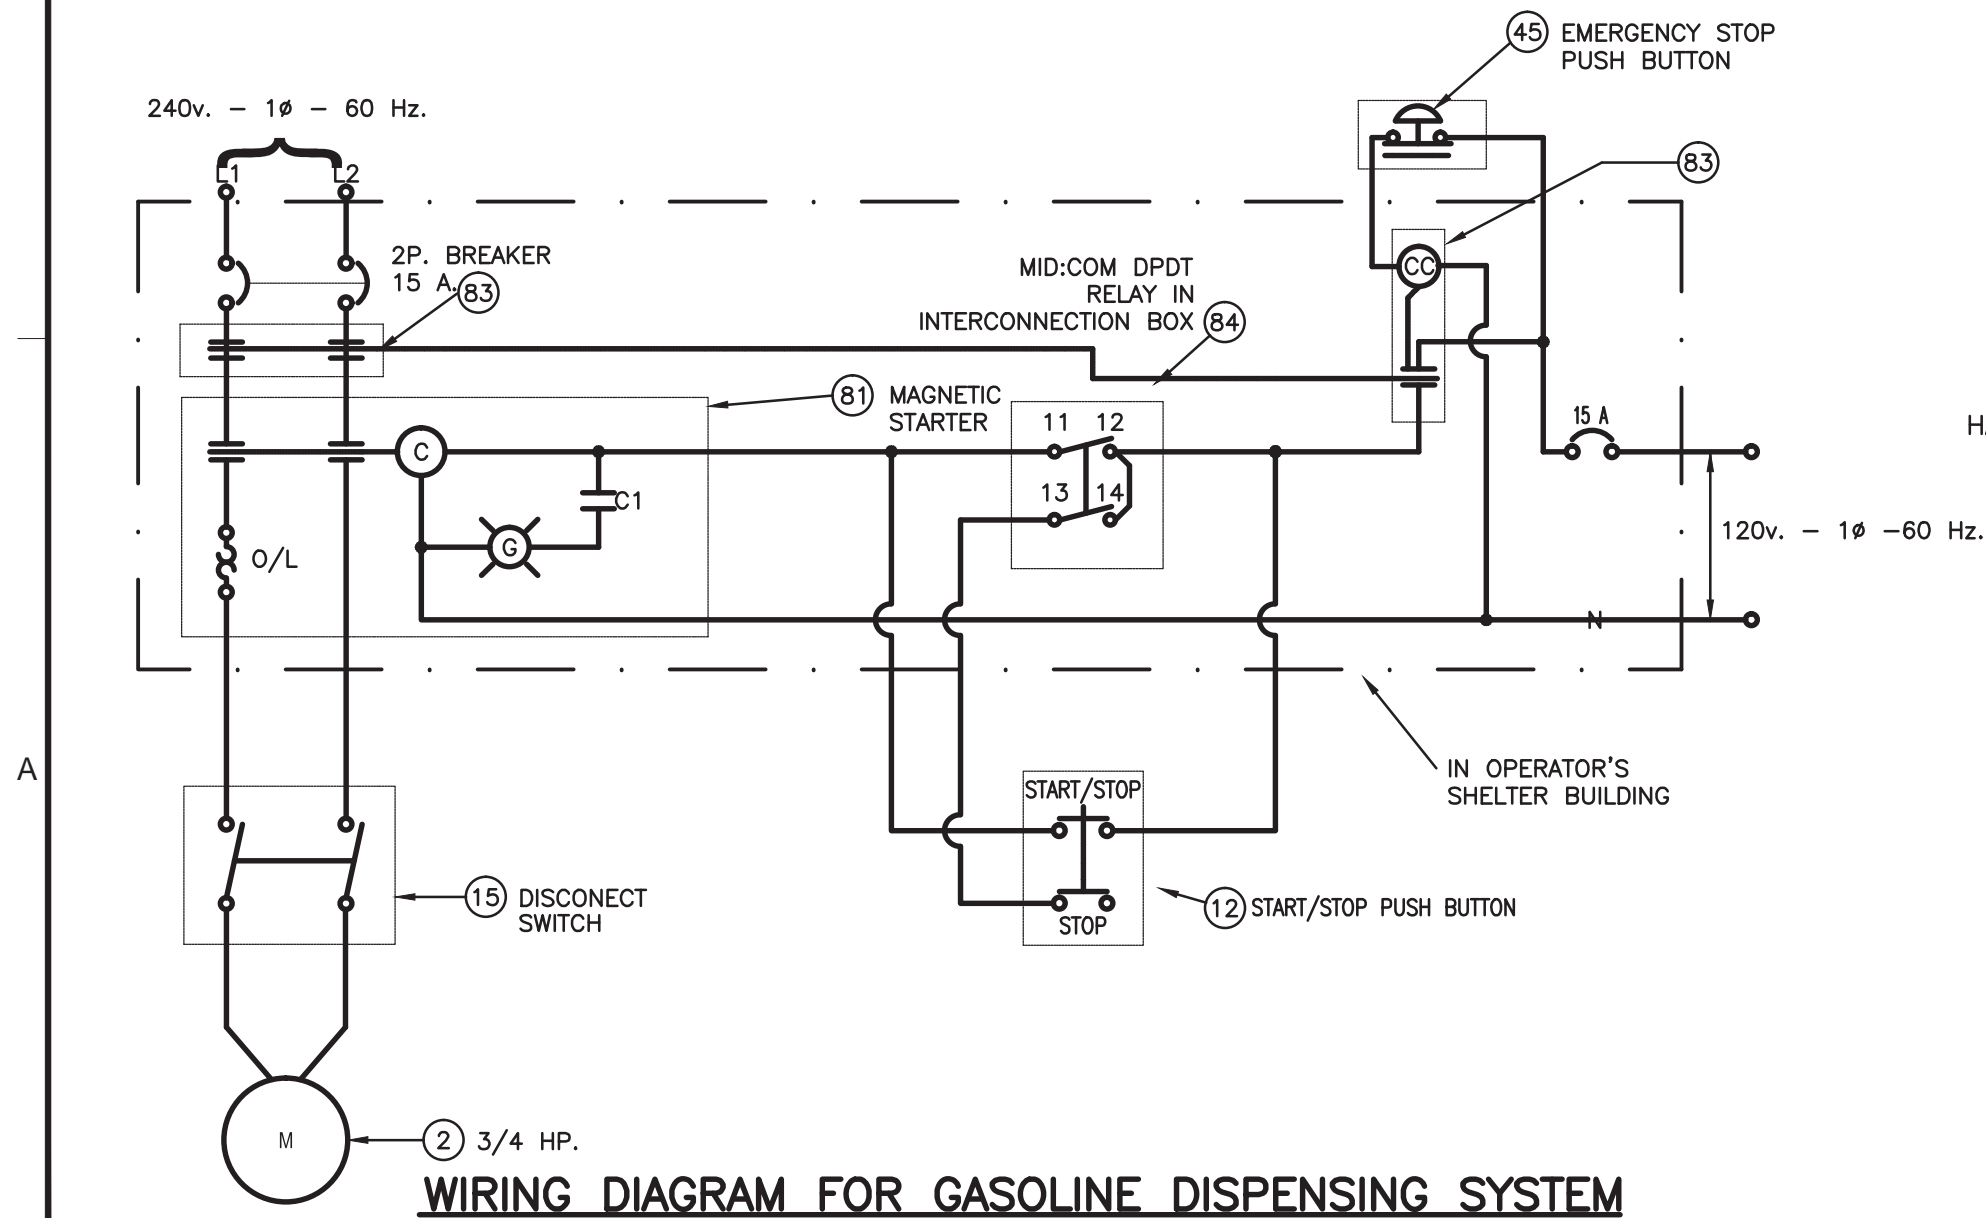 45 EMERGENCY STOP
PUSH BUTTON
240v. - 1ø - 60 Hz.
L1 L2
83
2P. BREAKER
15 A. 83
MID:COM DPDT
RELAY IN
INTERCONNECTION BOX 84
CC
81 MAGNETIC
STARTER
11 12
15 A
H
C
13 14
C1
G
O/L
120v. - 1ø -60 Hz.
N
A
IN OPERATOR'S
SHELTER BUILDING
START/STOP
15 DISCONECT
SWITCH
STOP
12 START/STOP PUSH BUTTON
M
2 3/4 HP.
WIRING DIAGRAM FOR GASOLINE DISPENSING SYSTEM